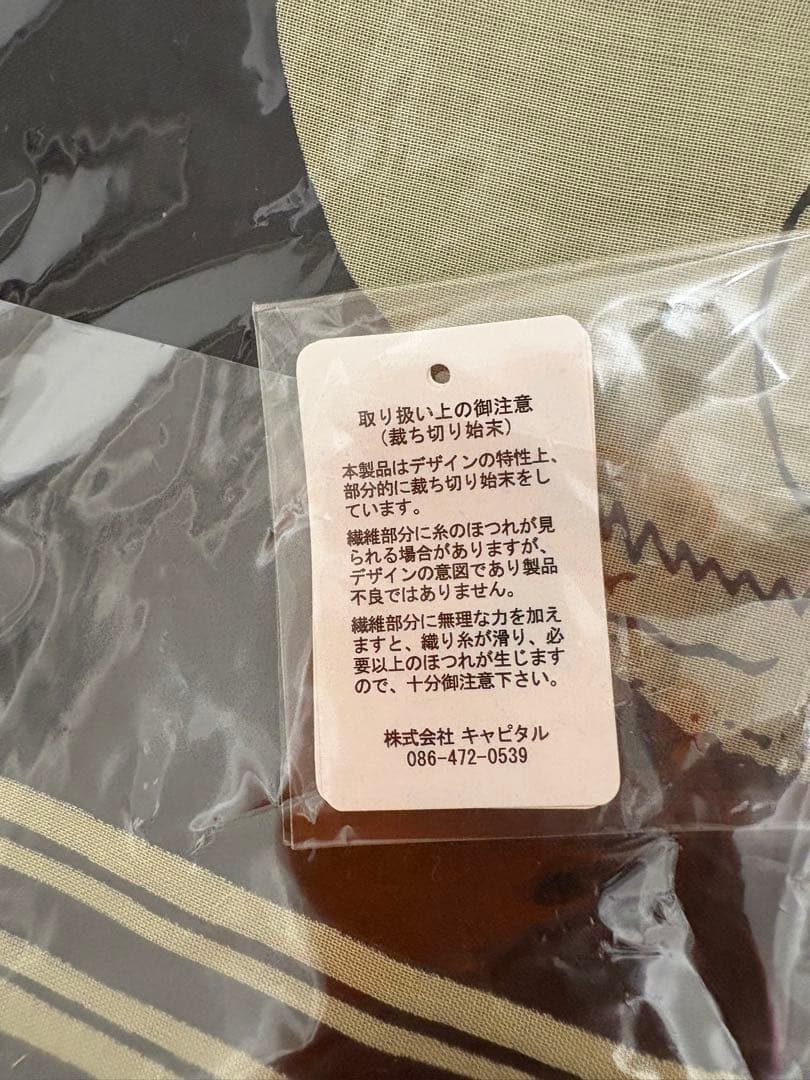 取り扱い上の御注意
(裁ち切り始末)
本製品はデザインの特性上、
部分的に裁ち切り始末をし
ています。
繊維部分に糸のほつれが見
られる場合がありますが、
デザインの意図であり製品
不良ではありません。
繊維部分に無理な力を加え
ますと、織り糸が滑り、必
要以上のほつれが生じます
ので、十分御注意下さい。
株式会社 キャピタル
086-472-0539